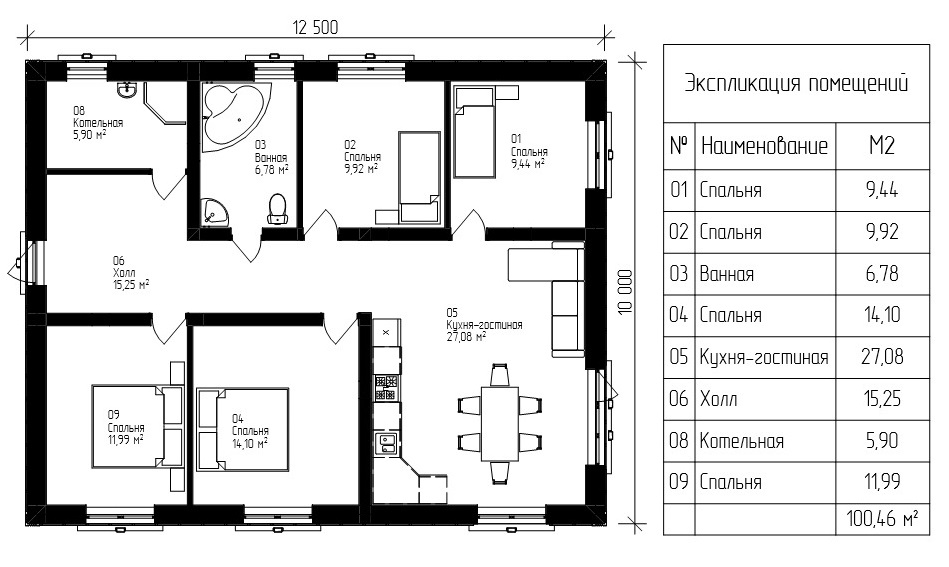 12 500
08
Котельная
5,90 м²
03
Ванная
6,78 м²
02
Спальня
9,92 м²
01
Спальня
9,44 м²
06
Холл
15,25 м²
05
Кухня-гостиная
27,08 м²
10 000
X
09
Спальня
11,99 м²
04
Спальня
14,10 м²
Экспликация помещений
№ Наименование М2
01 Спальня 9,44
02 Спальня 9,92
03 Ванная 6,78
04 Спальня 14,10
05 Кухня-гостиная 27,08
06 Холл 15,25
08 Котельная 5,90
09 Спальня 11,99
100,46 м²